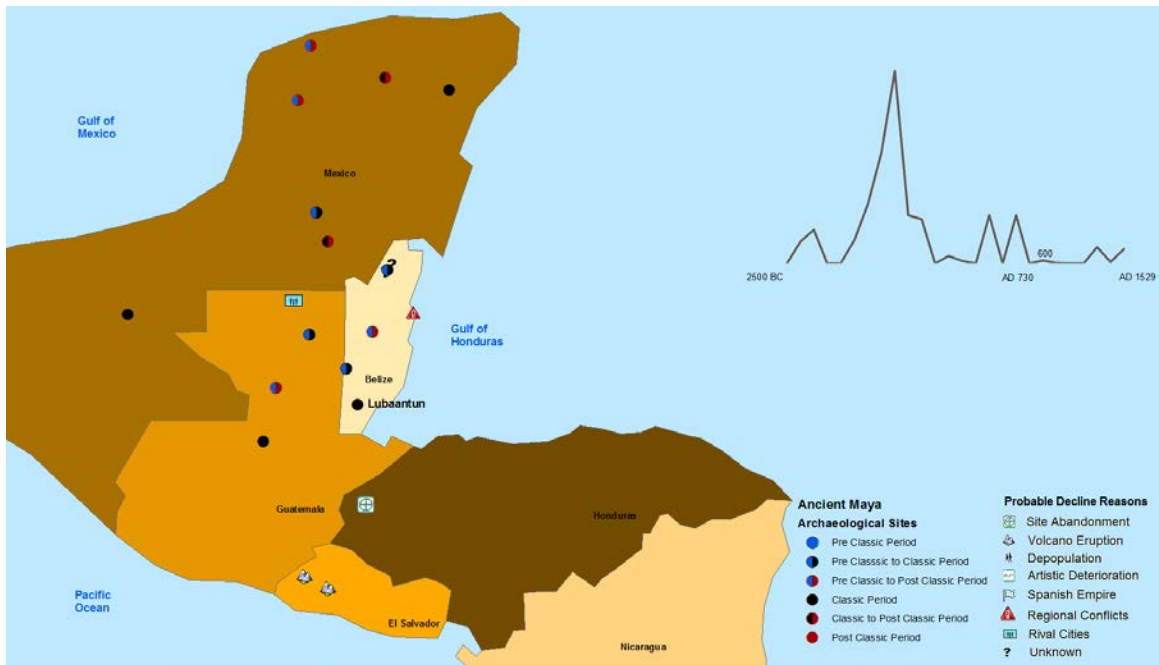 Gulf of
Mexico
Mexico
600
2500 BC
AD 730
AD 1529
?
Gulf of
Honduras
Belize
Lubaantun
Guatemala
Honduras
Pacific
Ocean
El Salvador
Nicaragua
Ancient Maya
Archaeological Sites
Pre Classic Period
Pre Classsic to Classic Period
Pre Classic to Post Classic Period
Classic Period
Classic to Post Classic Period
Post Classic Period
Probable Decline Reasons
Site Abandonment
Volcano Eruption
Depopulation
Artistic Deterioration
Spanish Empire
Regional Conflicts
Rival Cities
? Unknown